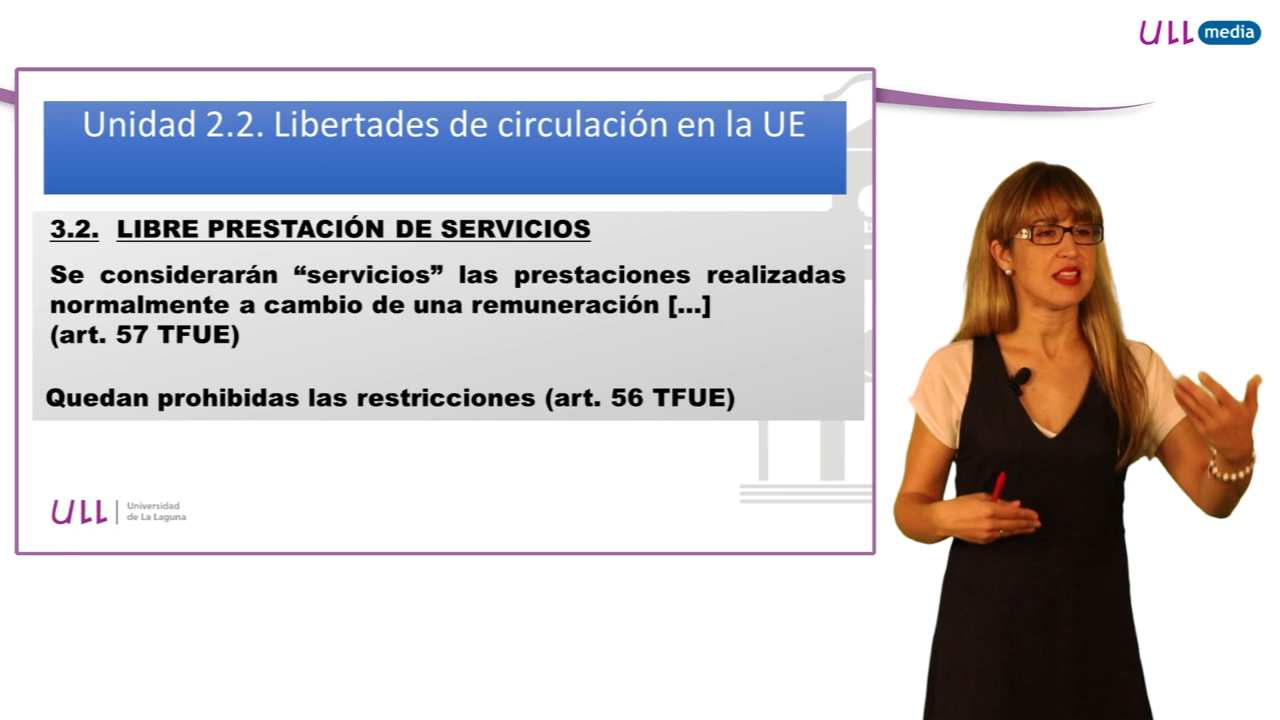 ULL media
Unidad 2.2. Libertades de circulación en la UE
3.2. LIBRE PRESTACIÓN DE SERVICIOS
Se considerarán “servicios” las prestaciones realizadas
normalmente a cambio de una remuneración [...]
(art. 57 TFUE)
Quedan prohibidas las restricciones (art. 56 TFUE)
ULL Universidad
de La Laguna